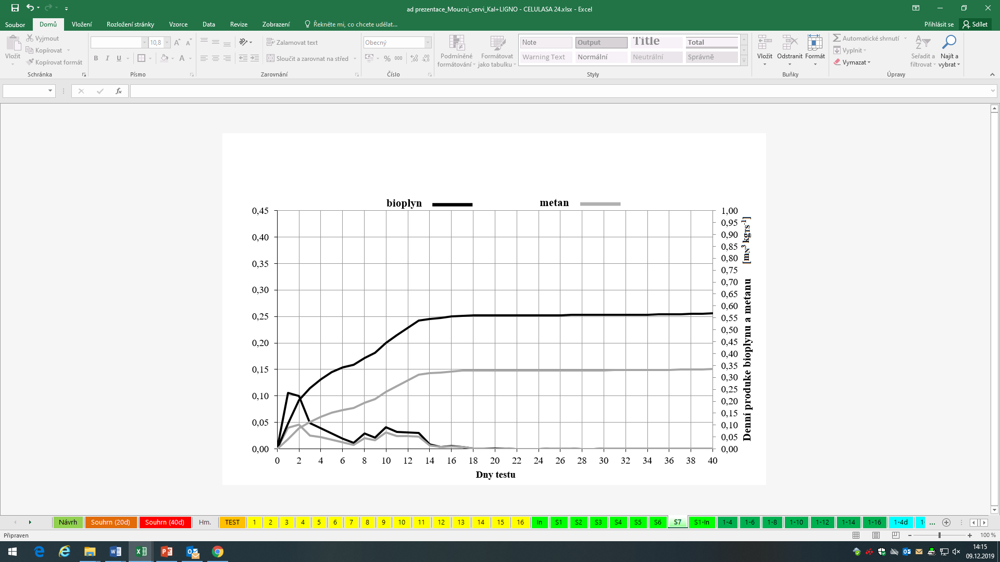 ad prezentace_Moucni_cervi_Kal+LIGNO - CELULASA 24.xlsx - Excel
Soubor Domů Vložení Rozložení stránky Vzorce Data Revize Zobrazení Řekněte mi, co chcete udělat... Přihlásit se Sdílet
Vložit
Vyjmout
Kopírovat
Kopírovat formát
Schránka
10,8 A A
B I U A
Písmo
Zalamovat text
Sloučit a zarovnat na střed
Zarovnání
Obecný
% 000 ,00 ,00
Číslo
Podmíněné formátování
Formátovat jako tabulku
Note Output Title Total
Warning Text Normální Neutrální Správně
Styly
Vložit Odstranit Formát
Buňky
Automatické shrnutí
Vyplnit
Vymazat
Seřadit a filtrovat
Najít a vybrat
Úpravy
fx
bioplyn metan
0,45
0,40
0,35
0,30
0,25
0,20
0,15
0,10
0,05
0,00
1,00
0,95
0,90
0,85
0,80
0,75
0,70
0,65
0,60
0,55
0,50
0,45
0,40
0,35
0,30
0,25
0,20
0,15
0,10
0,05
0,00
Denní produke bioplynu a metanu [mN³ kgTS⁻¹]
0 2 4 6 8 10 12 14 16 18 20 22 24 26 28 30 32 34 36 38 40
Dny testu
Návrh Souhrn (20d) Souhrn (40d) Hm. TEST 1 2 3 4 5 6 7 8 9 10 11 12 13 14 15 16 In S1 S2 S3 S4 S5 S6 S7 S1-In 1-4 1-6 1-8 1-10 1-12 1-14 1-16 1-4d 1- ...
Připraven 100 %
14:15
09.12.2019